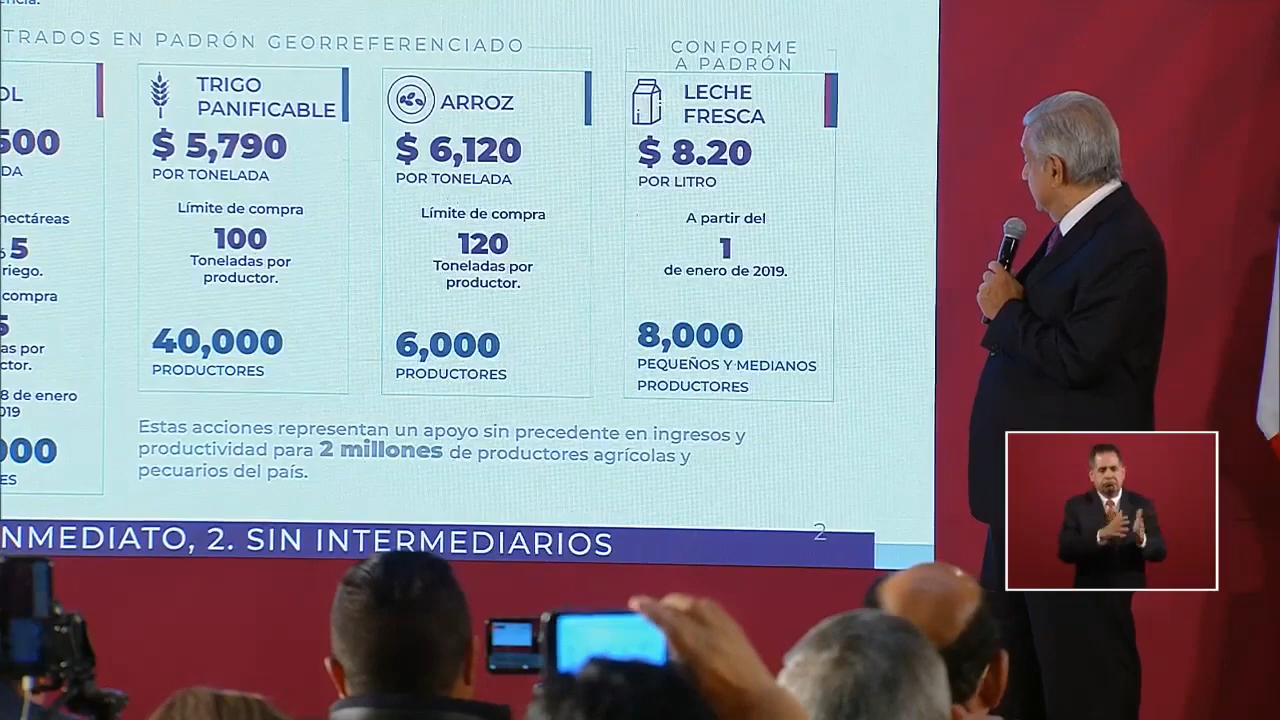 TRADOS EN PADRÓN GEORREFERENCIADO
CONFORME
A PADRÓN
OL
500
DA
hectáreas
5
riego.
compra
5
as por
ctor.
8 de enero
019
000
ES
TRIGO
PANIFICABLE
$ 5,790
POR TONELADA
Límite de compra
100
Toneladas por
productor.
40,000
PRODUCTORES
ARROZ
$ 6,120
POR TONELADA
Límite de compra
120
Toneladas por
productor.
6,000
PRODUCTORES
LECHE
FRESCA
$ 8.20
POR LITRO
A partir del
1
de enero de 2019.
8,000
PEQUEÑOS Y MEDIANOS
PRODUCTORES
Estas acciones representan un apoyo sin precedente en ingresos y
productividad para 2 millones de productores agrícolas y
pecuarios del país.
NMEDIATO, 2. SIN INTERMEDIARIOS
2